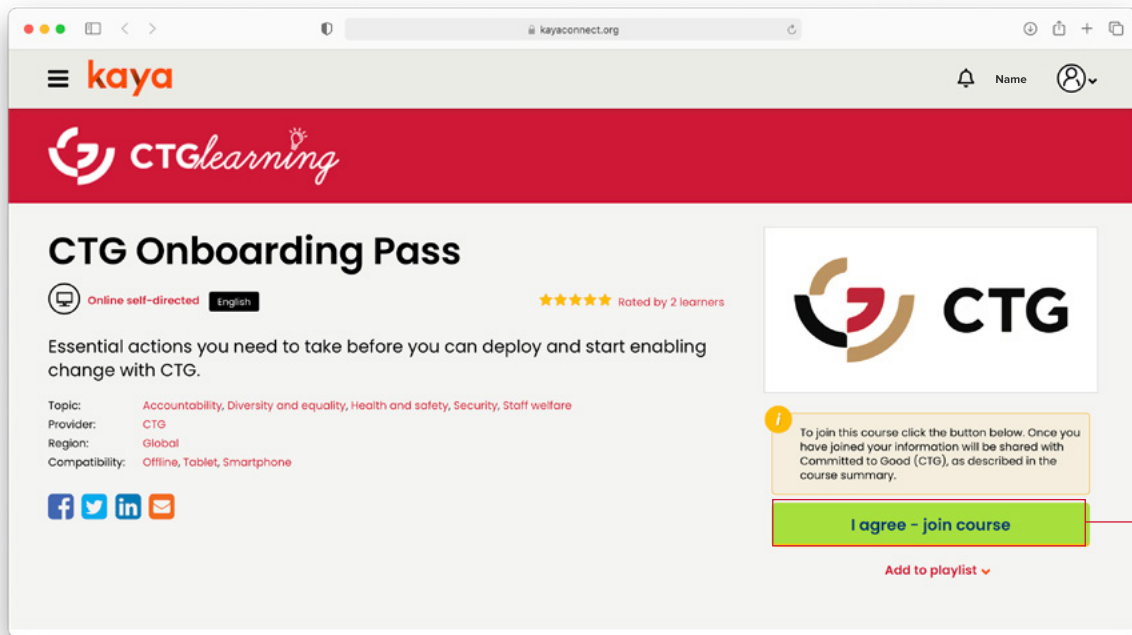 kayaconnect.org
kaya
Name
CTGlearning
CTG Onboarding Pass
Online self-directed English
Rated by 2 learners
Essential actions you need to take before you can deploy and start enabling
change with CTG.
Topic: Accountability, Diversity and equality, Health and safety, Security, Staff welfare
Provider: CTG
Region: Global
Compatibility: Offline, Tablet, Smartphone
CTG
i
To join this course click the button below. Once you
have joined your information will be shared with
Committed to Good (CTG), as described in the
course summary.
I agree - join course
Add to playlist